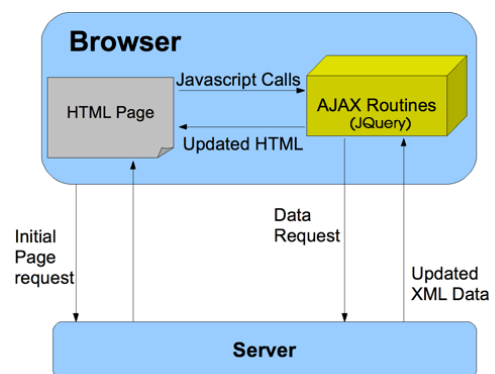 Browser
Javascript Calls
HTML Page
AJAX Routines
(JQuery)
Updated HTML
Initial
Page
request
Data
Request
Updated
XML Data
Server